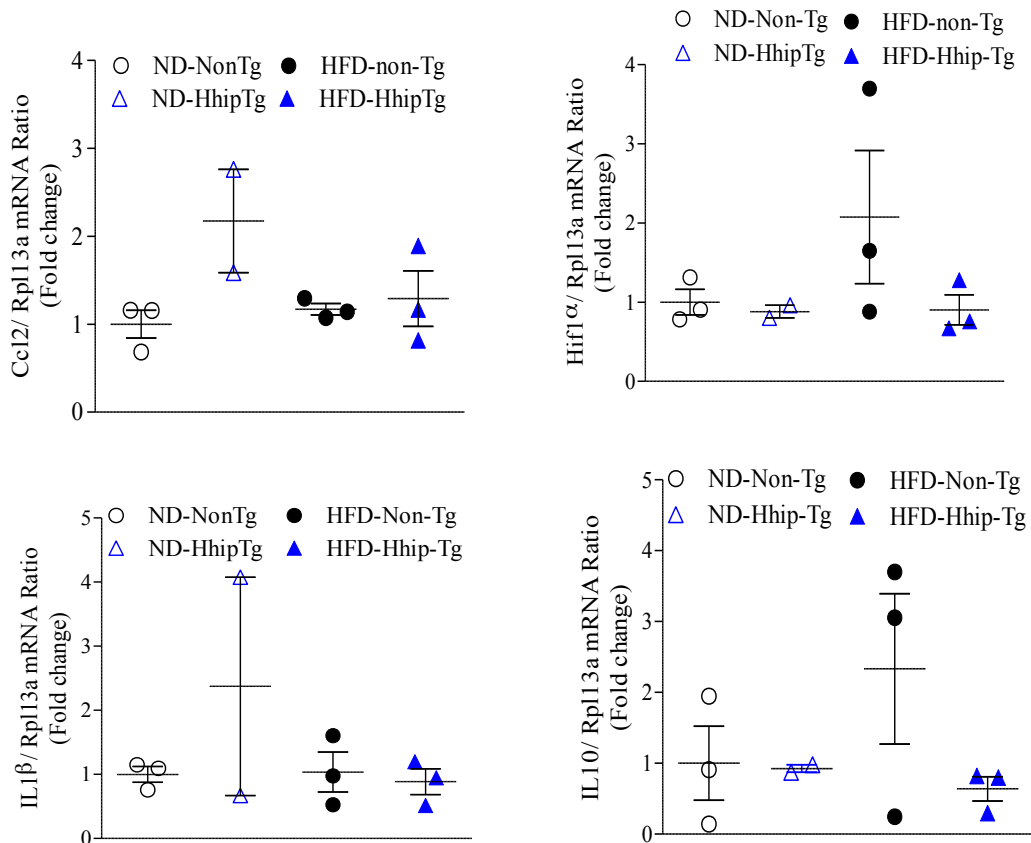 Ccl2/ Rpl13a mRNA Ratio
(Fold change)
4
3
2
1
0
ND-NonTg
HFD-non-Tg
ND-HhipTg
HFD-HhipTg
Hif1α/ Rpl13a mRNA Ratio
(Fold change)
4
3
2
1
0
ND-Non-Tg
HFD-non-Tg
ND-Hhip-Tg
HFD-Hhip-Tg
IL1β/ Rpl13a mRNA Ratio
(Fold change)
5
4
3
2
1
0
ND-NonTg
HFD-Non-Tg
ND-HhipTg
HFD-Hhip-Tg
IL10/ Rpl13a mRNA Ratio
(Fold change)
5
4
3
2
1
0
ND-Non-Tg
HFD-Non-Tg
ND-Hhip-Tg
HFD-Hhip-Tg